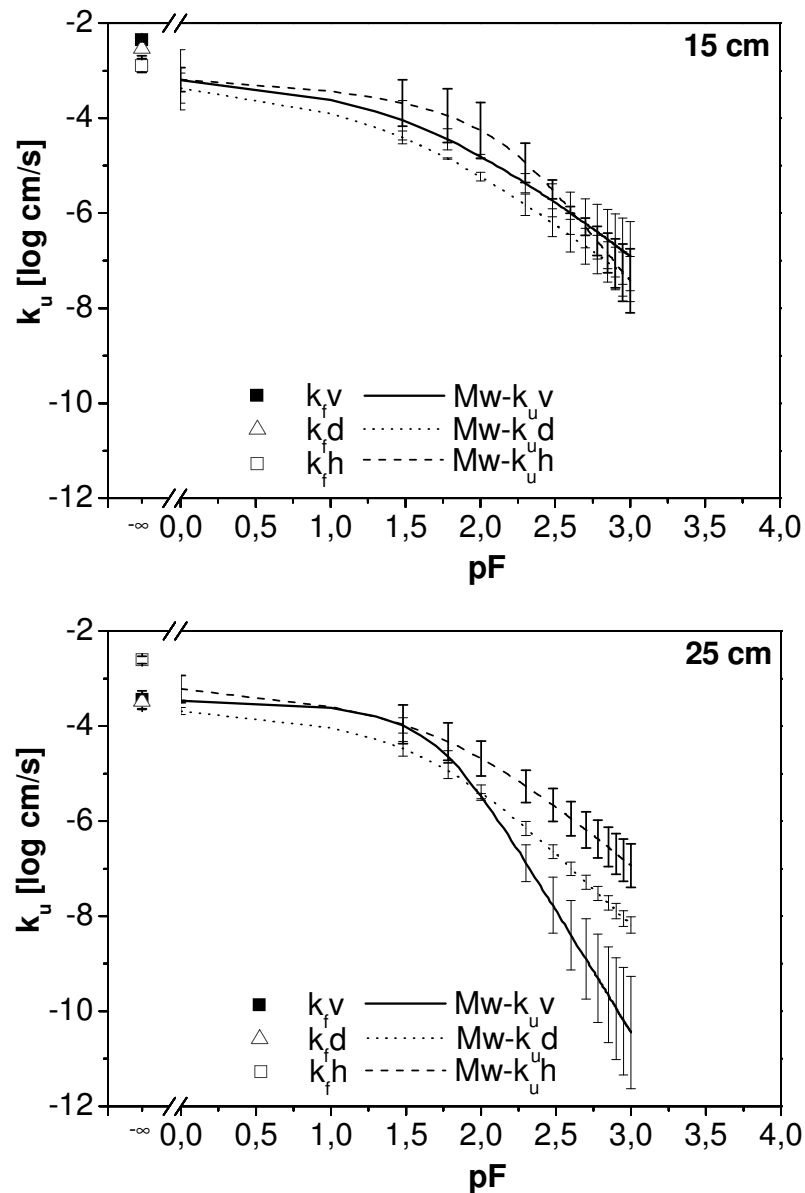 15 cm
k_u [log cm/s]
-2
-4
-6
-8
-10
-12
k_f v Mw-k_u v
k_f d Mw-k_u d
k_f h Mw-k_u h
-∞ 0,0 0,5 1,0 1,5 2,0 2,5 3,0 3,5 4,0
pF
25 cm
k_u [log cm/s]
-2
-4
-6
-8
-10
-12
k_f v Mw-k_u v
k_f d Mw-k_u d
k_f h Mw-k_u h
-∞ 0,0 0,5 1,0 1,5 2,0 2,5 3,0 3,5 4,0
pF